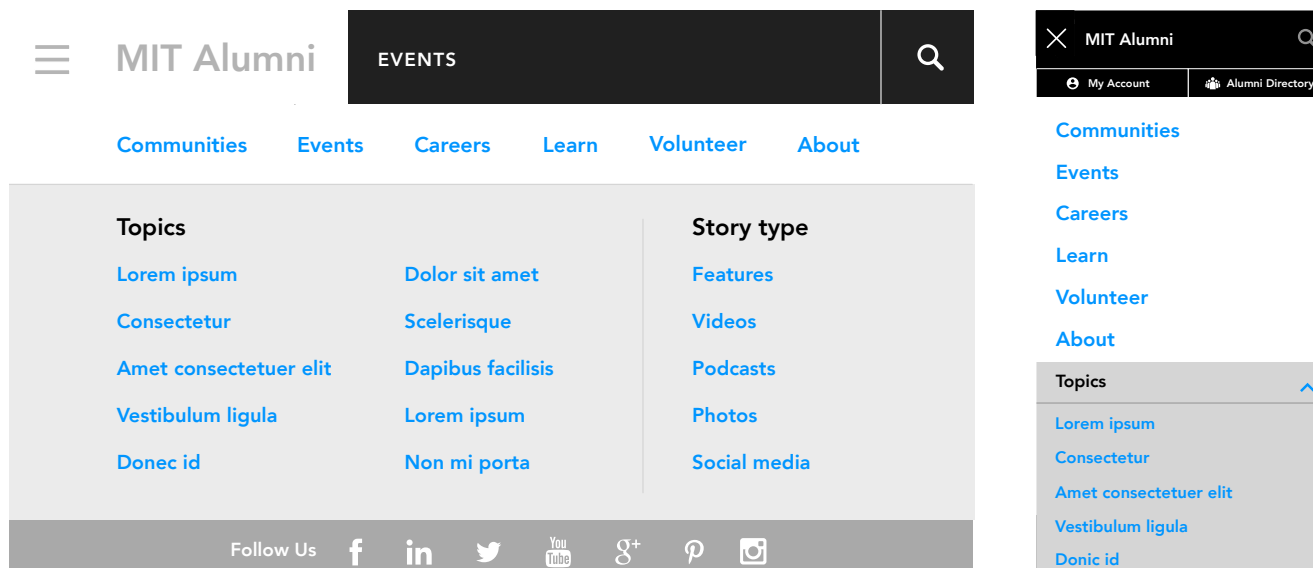 MIT Alumni
EVENTS
Communities Events Careers Learn Volunteer About
Topics
Lorem ipsum
Consectetur
Amet consectetuer elit
Vestibulum ligula
Donec id
Dolor sit amet
Scelerisque
Dapibus facilisis
Lorem ipsum
Non mi porta
Story type
Features
Videos
Podcasts
Photos
Social media
Follow Us f in You Tube g+
MIT Alumni
My Account Alumni Directory
Communities
Events
Careers
Learn
Volunteer
About
Topics
Lorem ipsum
Consectetur
Amet consectetuer elit
Vestibulum ligula
Donic id